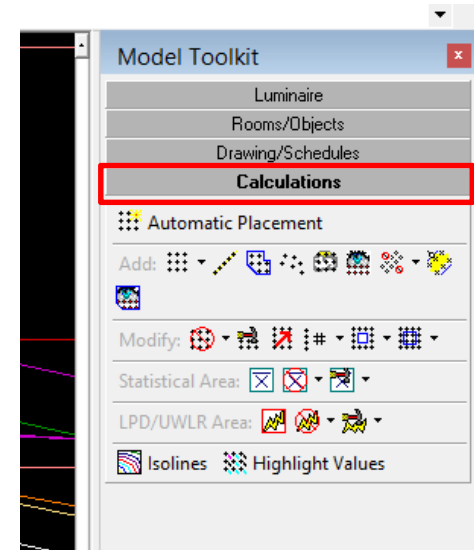 Model Toolkit
Luminaire
Rooms/Objects
Drawing/Schedules
Calculations
Automatic Placement
Add:
Modify:
Statistical Area:
LPD/UWLR Area:
Isolines Highlight Values